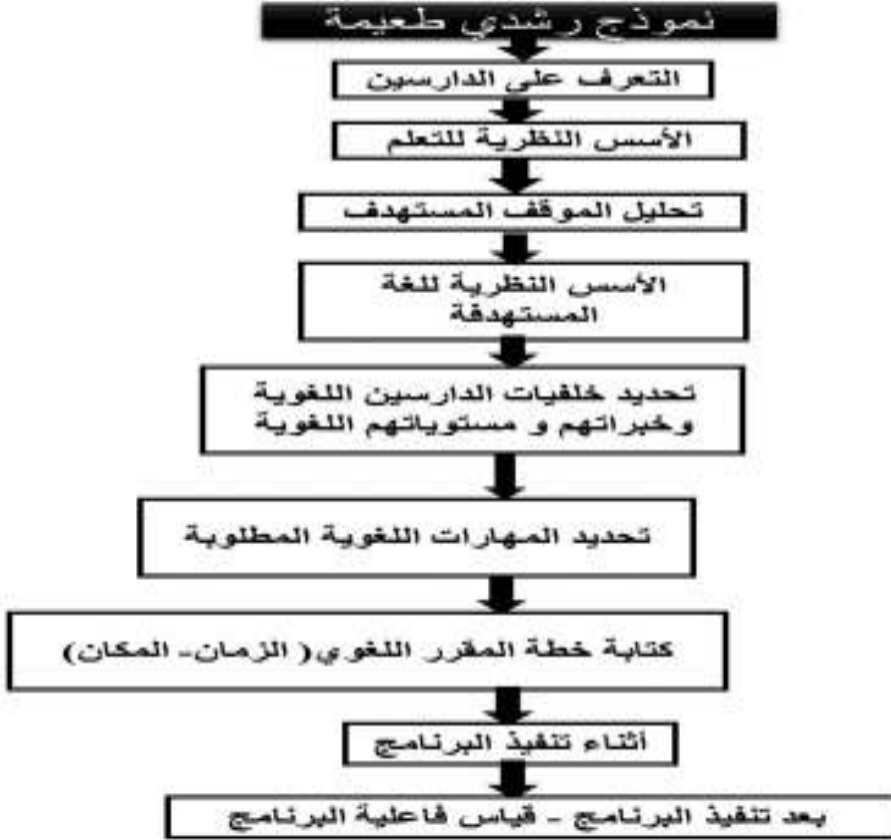 نموذج رشدي طعيمة
التعرف على الدارسين
الأسس النظرية للتعلم
تحليل الموقف المستهدف
الأسس النظرية للغة
المستهدفة
تحديد خلفيات الدارسين اللغوية
وخبراتهم و مستوياتهم اللغوية
تحديد المهارات اللغوية المطلوبة
كتابة خطة المقرر اللغوي( الزمان- المكان)
أثناء تنفيذ البرنامج
بعد تنفيذ البرنامج - قياس فاعلية البرنامج